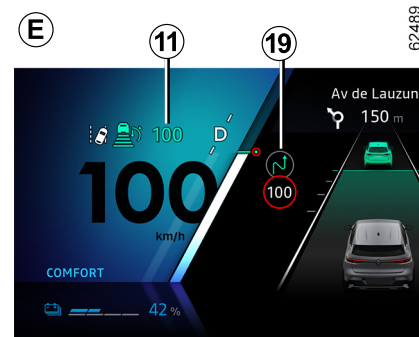 E
11
19
62489
Av de Lauzun
150 m
100
D
100
km/h
100
COMFORT
42 %